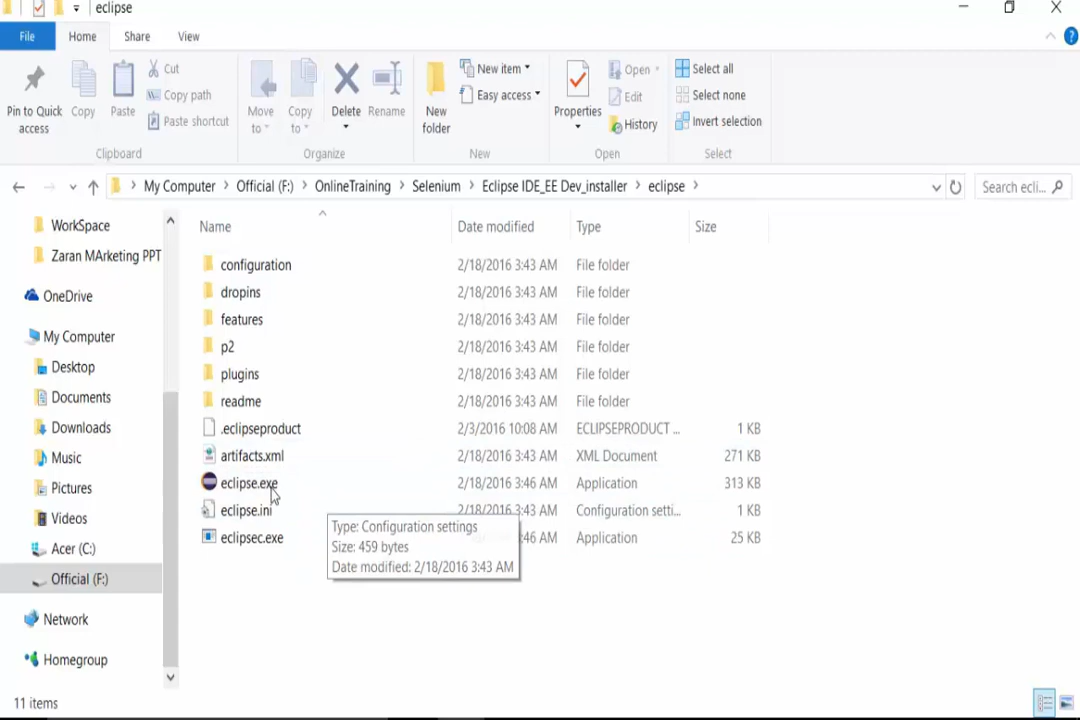 eclipse
File Home Share View
Cut
Copy path
Paste shortcut
Pin to Quick access
Copy
Paste
Clipboard
Move to
Copy to
Delete
Rename
Organize
New item
Easy access
New folder
New
Properties
Open
Edit
History
Open
Select all
Select none
Invert selection
Select
My Computer > Official (F:) > OnlineTraining > Selenium > Eclipse IDE_EE Dev_installer > eclipse >
Search ecli...
WorkSpace
Zaran MArketing PPT
OneDrive
My Computer
Desktop
Documents
Downloads
Music
Pictures
Videos
Acer (C:)
Official (F:)
Network
Homegroup
Name Date modified Type Size
configuration 2/18/2016 3:43 AM File folder
dropins 2/18/2016 3:43 AM File folder
features 2/18/2016 3:43 AM File folder
p2 2/18/2016 3:43 AM File folder
plugins 2/18/2016 3:43 AM File folder
readme 2/18/2016 3:43 AM File folder
.eclipseproduct 2/3/2016 10:08 AM ECLIPSEPRODUCT ... 1 KB
artifacts.xml 2/18/2016 3:43 AM XML Document 271 KB
eclipse.exe 2/18/2016 3:46 AM Application 313 KB
eclipse.ini 2/18/2016 3:43 AM Configuration setti... 1 KB
eclipsec.exe :46 AM Application 25 KB
Type: Configuration settings
Size: 459 bytes
Date modified: 2/18/2016 3:43 AM
11 items